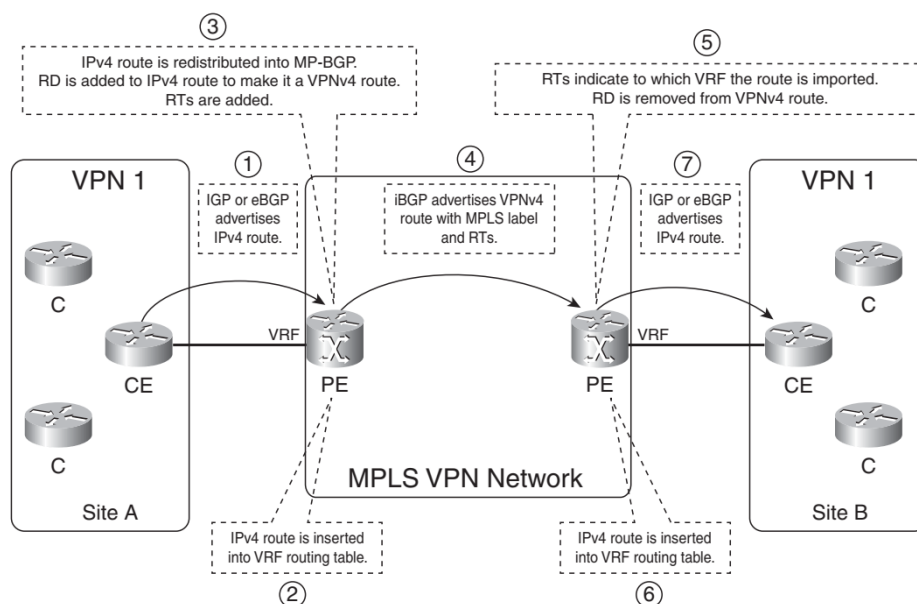 ③
IPv4 route is redistributed into MP-BGP.
RD is added to IPv4 route to make it a VPNv4 route.
RTs are added.
⑤
RTs indicate to which VRF the route is imported.
RD is removed from VPNv4 route.
VPN 1
①
IGP or eBGP
advertises
IPv4 route.
④
iBGP advertises VPNv4
route with MPLS label
and RTs.
⑦
IGP or eBGP
advertises
IPv4 route.
VPN 1
C
C
VRF
VRF
CE
PE
PE
CE
C
C
MPLS VPN Network
Site A
Site B
IPv4 route is inserted
into VRF routing table.
②
IPv4 route is inserted
into VRF routing table.
⑥